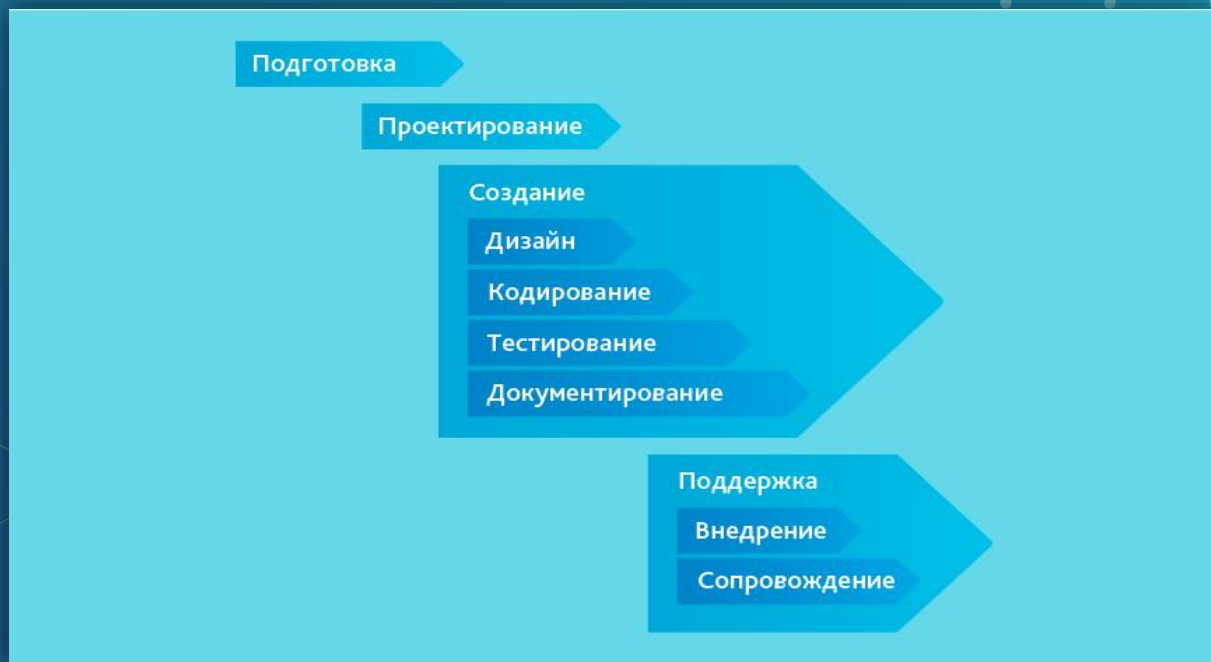 Подготовка
Проектирование
Создание
Дизайн
Кодирование
Тестирование
Документирование
Поддержка
Внедрение
Сопровождение